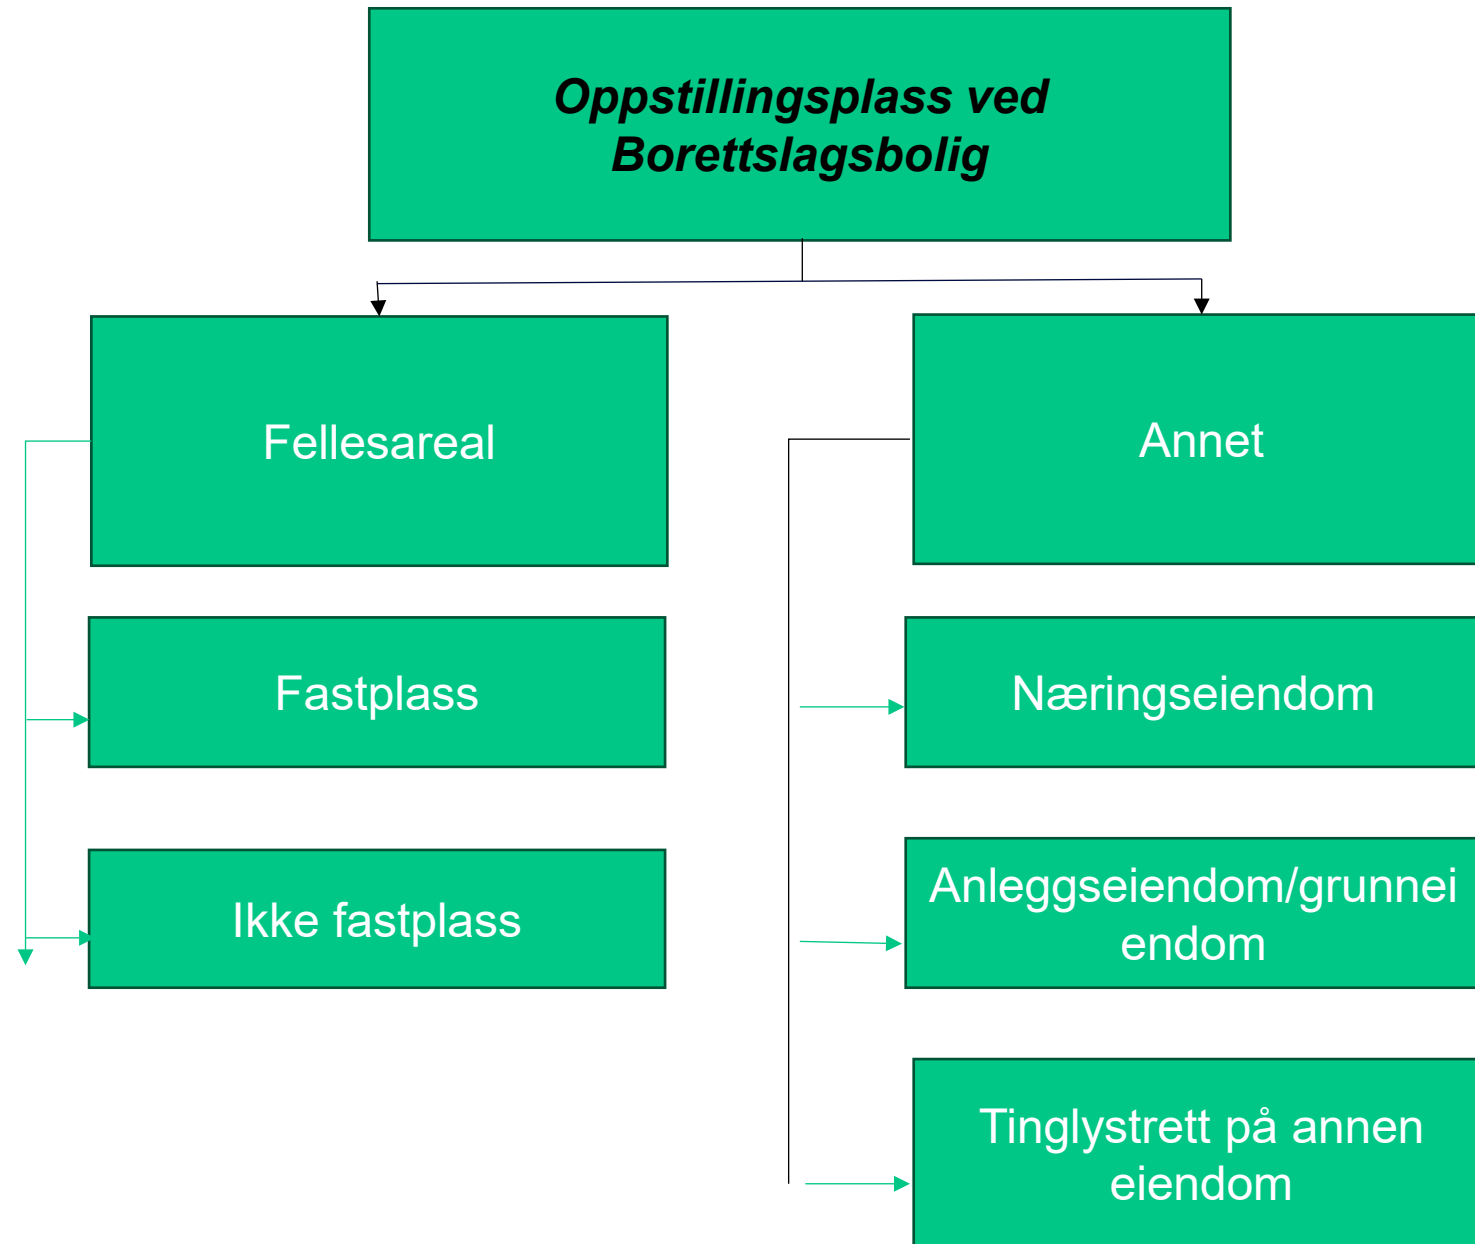 Oppstillingsplass ved
Borettslagsbolig
Fellesareal
Annet
Fastplass
Næringseiendom
Ikke fastplass
Anleggseiendom/grunnei
endom
Tinglystrett på annen
eiendom